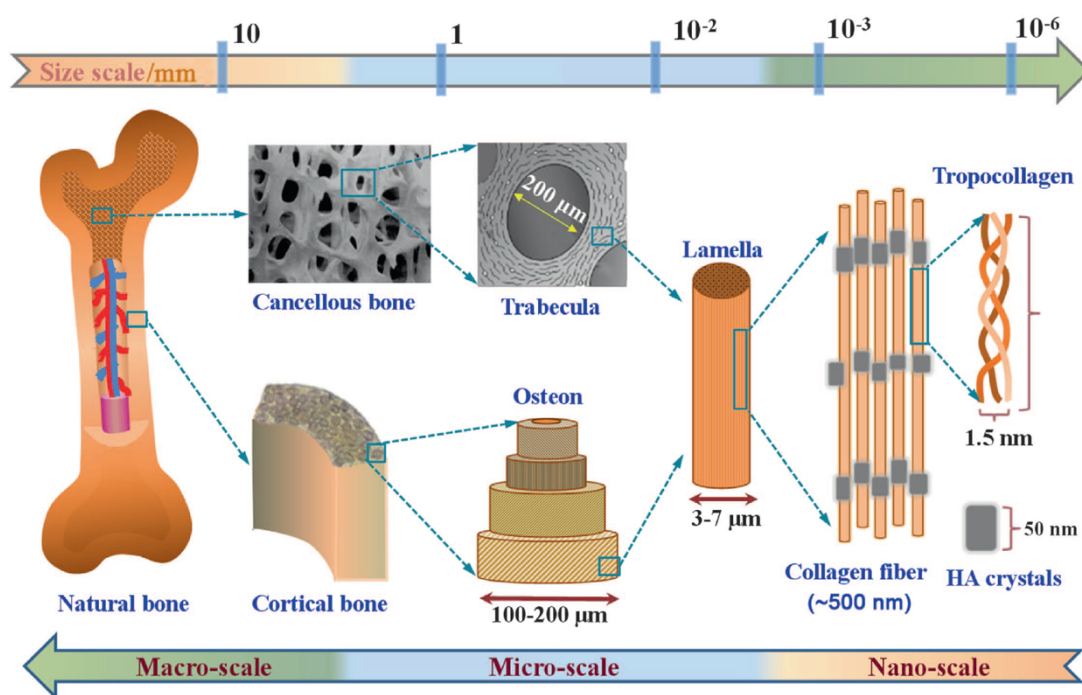 10
1
10-2
10-3
10-6
Size scale/mm
Tropocollagen
200 μm
Lamella
Cancellous bone
Trabecula
Osteon
1.5 nm
3-7 μm
50 nm
Collagen fiber
(~500 nm)
HA crystals
Natural bone
Cortical bone
100-200 μm
Macro-scale
Micro-scale
Nano-scale